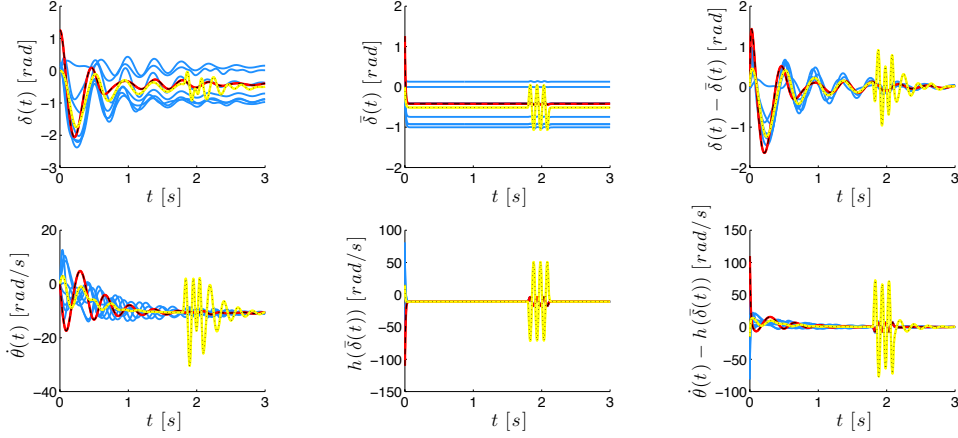 δ(t) [rad]
2
1
0
−1
−2
−3
0 1 2 3
t [s]
δ̄(t) [rad]
2
1
0
−1
−2
0 1 2 3
t [s]
δ(t) − δ̄(t) [rad]
2
1
0
−1
−2
0 1 2 3
t [s]
θ̇(t) [rad/s]
20
0
−20
−40
0 1 2 3
t [s]
h(δ̄(t)) [rad/s]
100
50
0
−50
−100
−150
0 1 2 3
t [s]
θ̇(t) − h(δ̄(t)) [rad/s]
150
100
50
0
−50
−100
0 1 2 3
t [s]